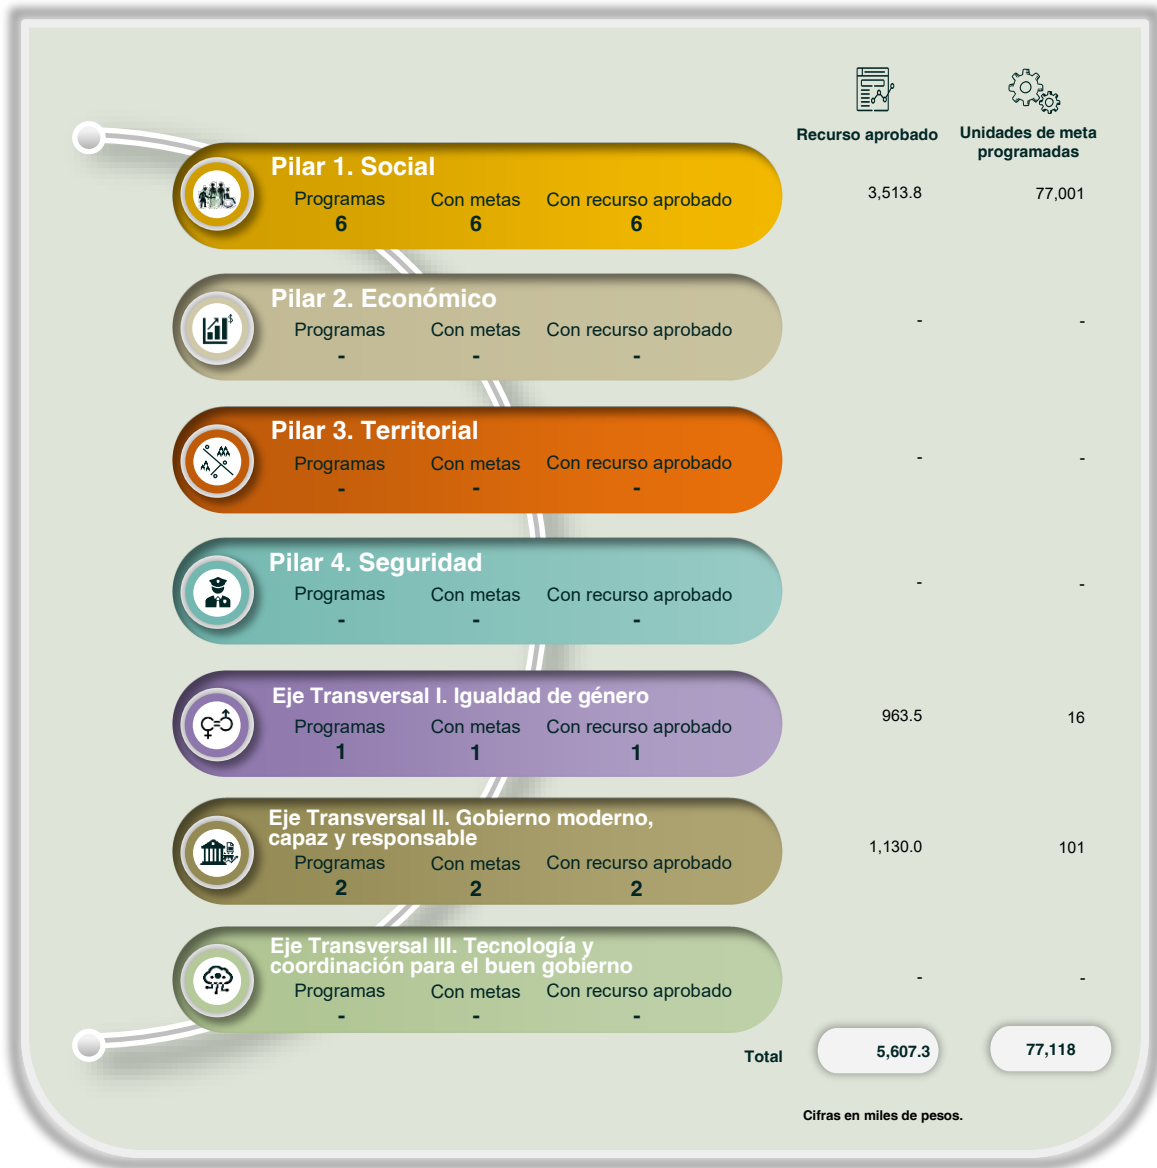 Recurso aprobado
Unidades de meta
programadas
Pilar 1. Social
Programas Con metas Con recurso aprobado
6 6 6
3,513.8 77,001
Pilar 2. Económico
Programas Con metas Con recurso aprobado
- - -
- -
Pilar 3. Territorial
Programas Con metas Con recurso aprobado
- - -
- -
Pilar 4. Seguridad
Programas Con metas Con recurso aprobado
- - -
- -
Eje Transversal I. Igualdad de género
Programas Con metas Con recurso aprobado
1 1 1
963.5 16
Eje Transversal II. Gobierno moderno,
capaz y responsable
Programas Con metas Con recurso aprobado
2 2 2
1,130.0 101
Eje Transversal III. Tecnología y
coordinación para el buen gobierno
Programas Con metas Con recurso aprobado
- - -
- -
Total 5,607.3 77,118
Cifras en miles de pesos.